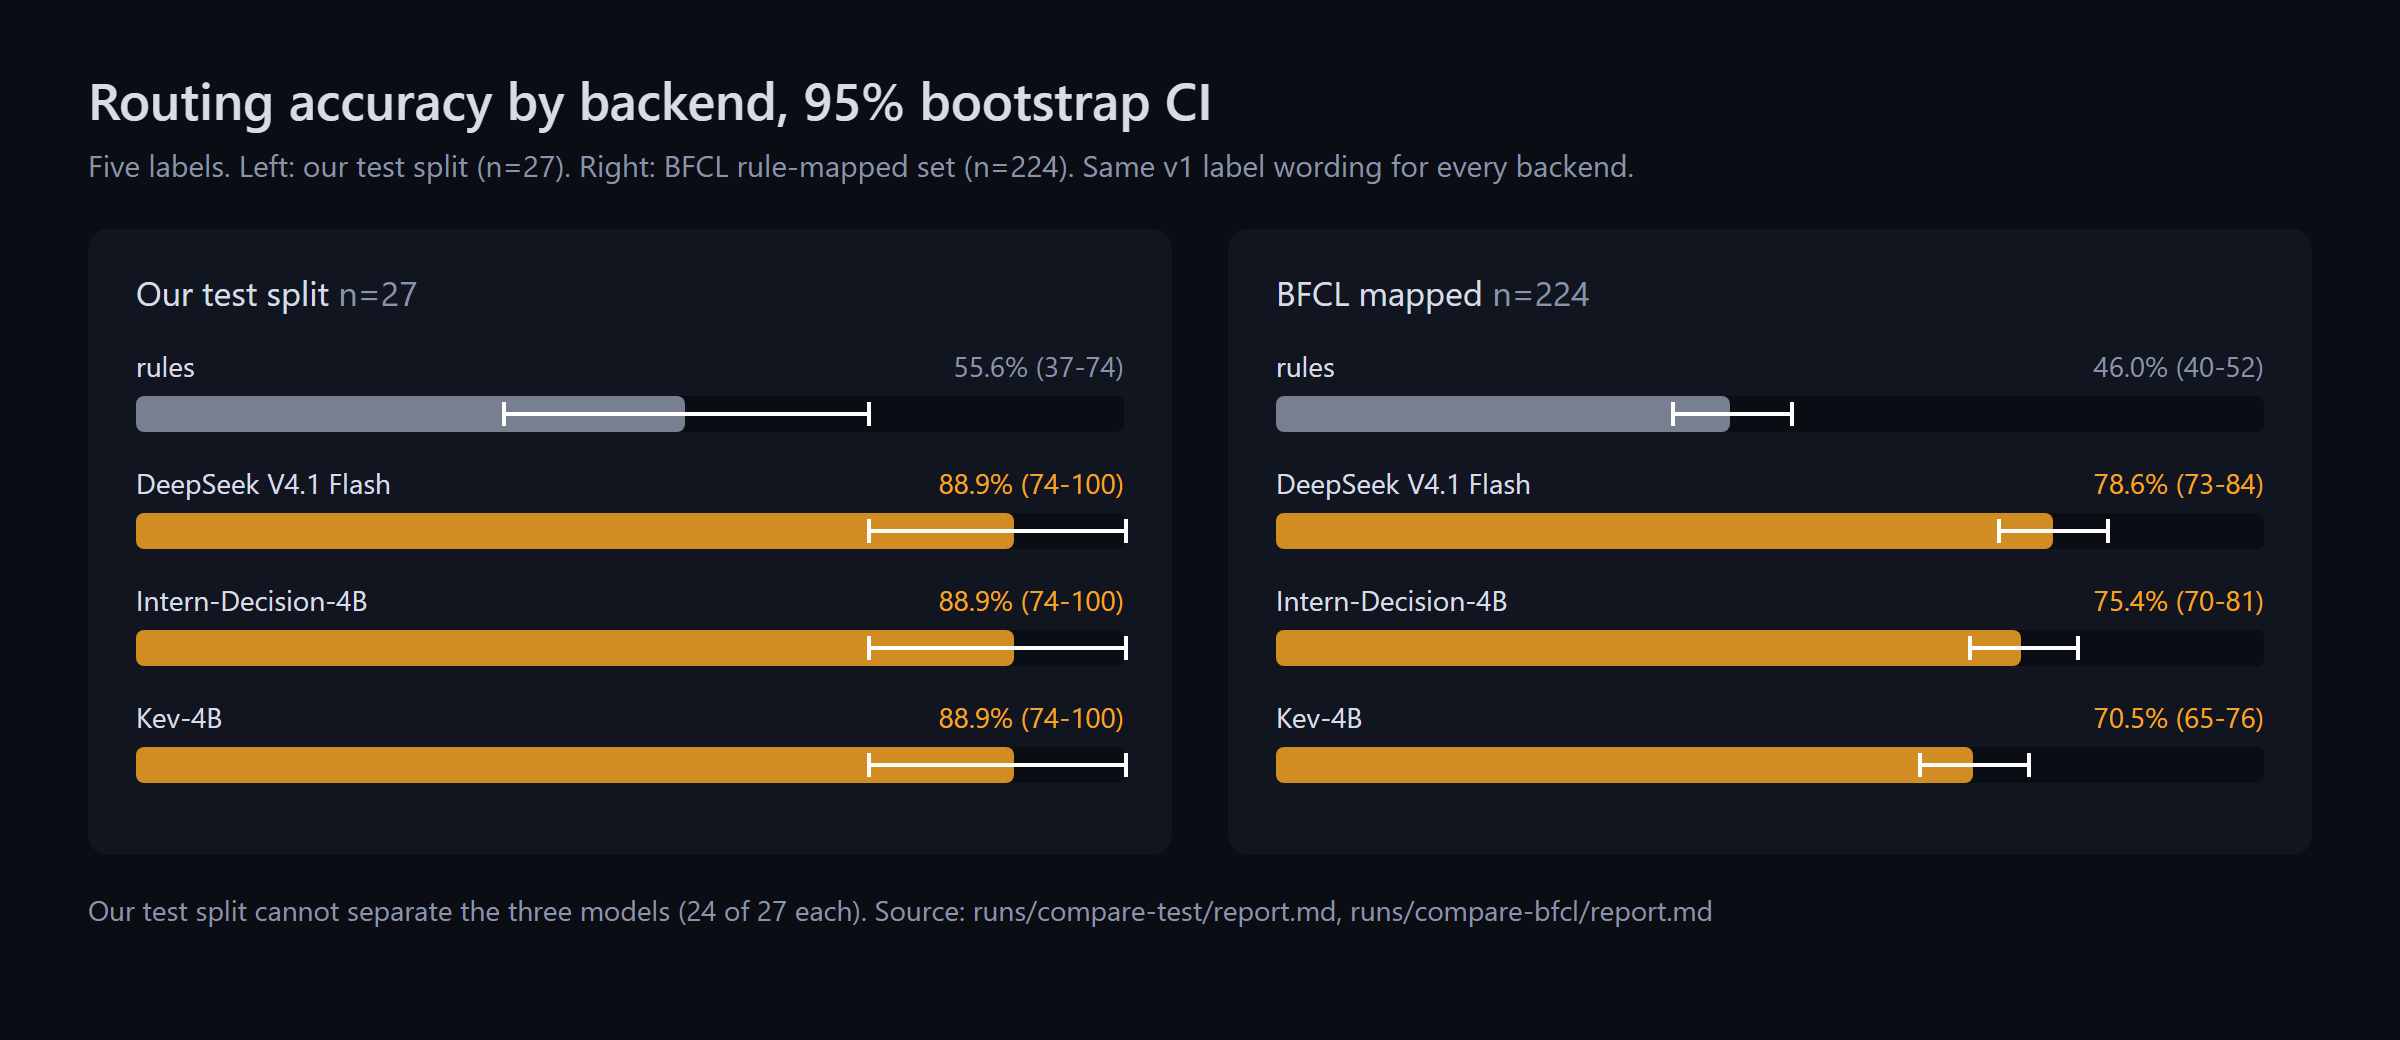 Routing accuracy by backend, 95% bootstrap CI
Five labels. Left: our test split (n=27). Right: BFCL rule-mapped set (n=224). Same v1 label wording for every backend.
Our test split n=27
rules 55.6% (37-74)
DeepSeek V4.1 Flash 88.9% (74-100)
Intern-Decision-4B 88.9% (74-100)
Kev-4B 88.9% (74-100)
BFCL mapped n=224
rules 46.0% (40-52)
DeepSeek V4.1 Flash 78.6% (73-84)
Intern-Decision-4B 75.4% (70-81)
Kev-4B 70.5% (65-76)
Our test split cannot separate the three models (24 of 27 each). Source: runs/compare-test/report.md, runs/compare-bfcl/report.md